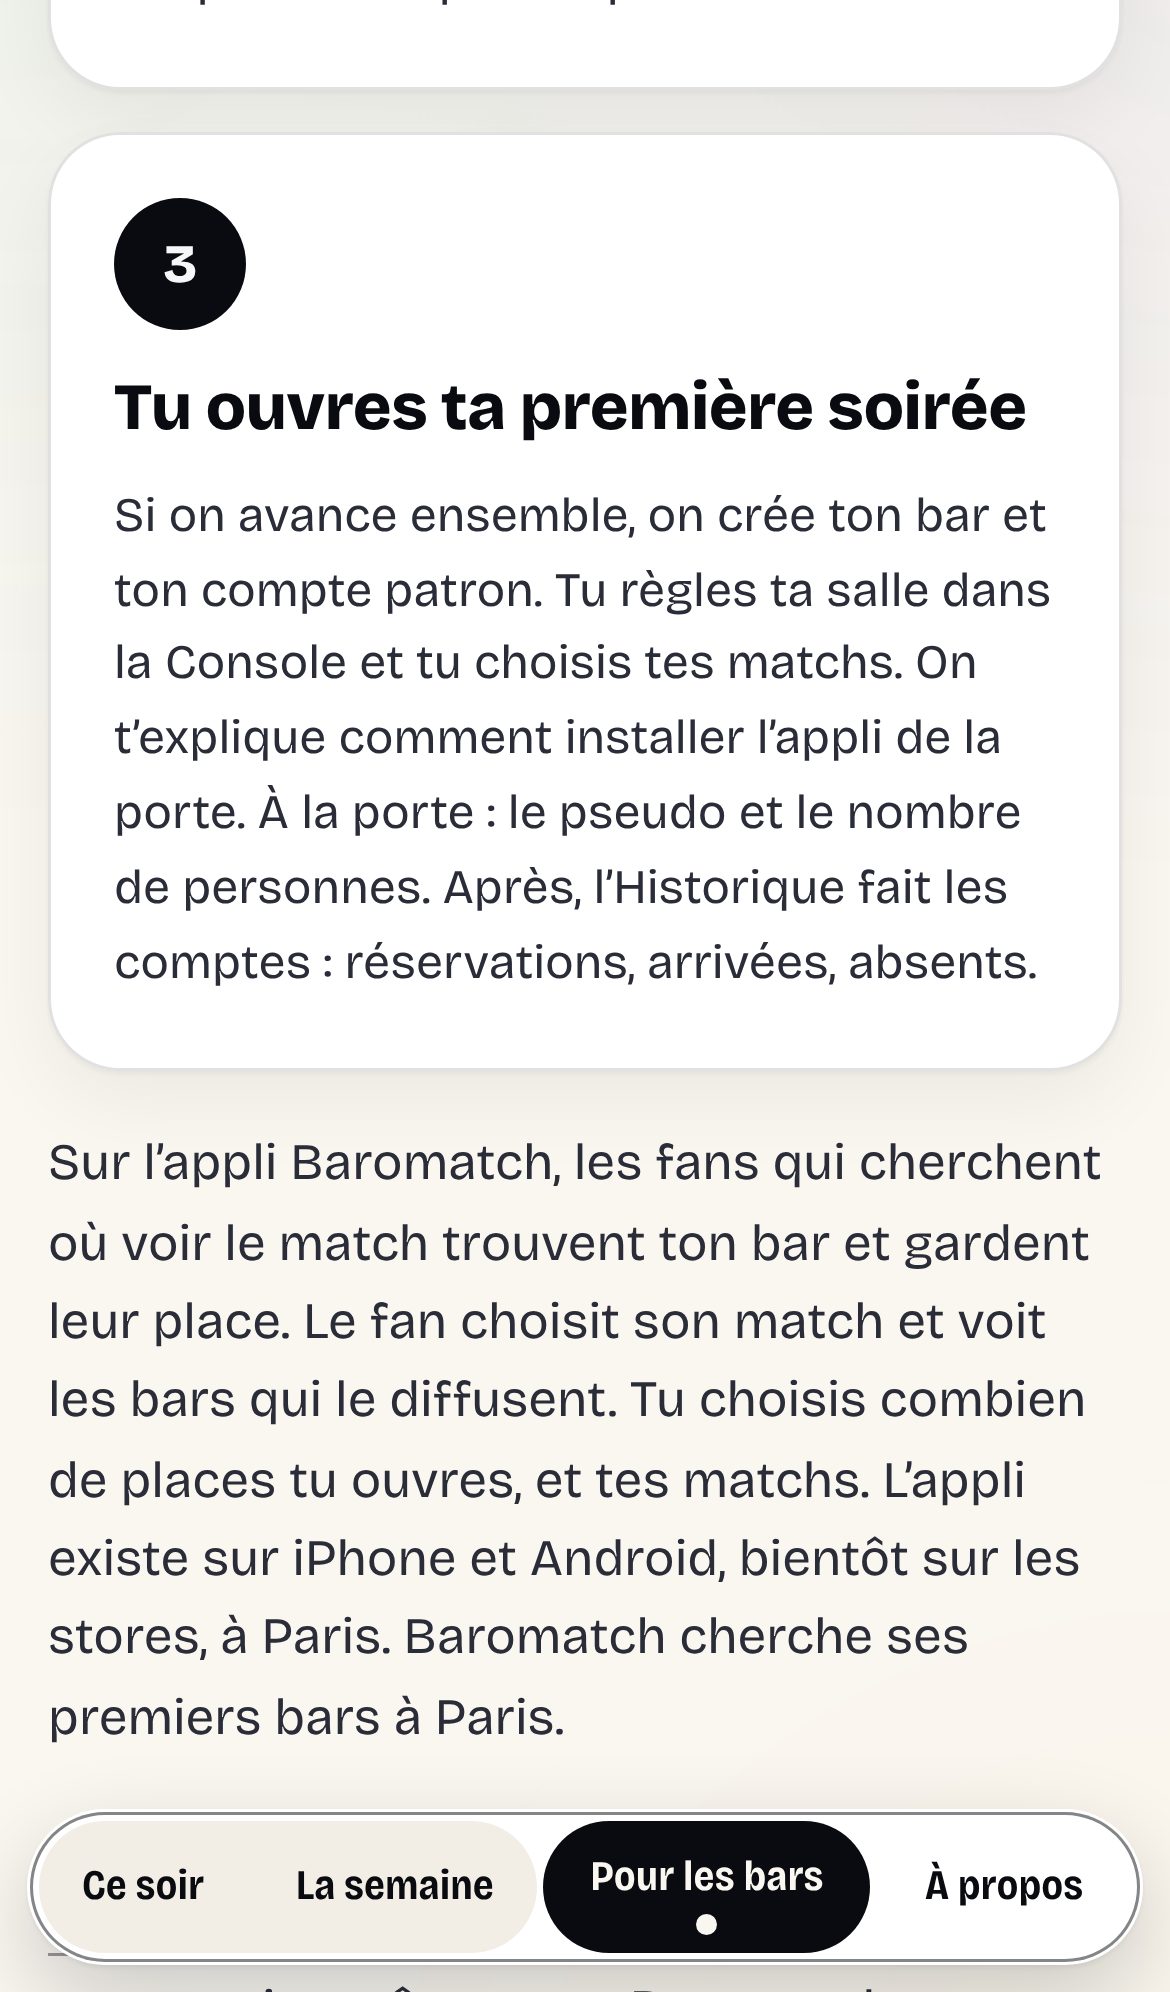 3
Tu ouvres ta première soirée
Si on avance ensemble, on crée ton bar et
ton compte patron. Tu règles ta salle dans
la Console et tu choisis tes matchs. On
t’explique comment installer l’appli de la
porte. À la porte : le pseudo et le nombre
de personnes. Après, l’Historique fait les
comptes : réservations, arrivées, absents.
Sur l’appli Baromatch, les fans qui cherchent
où voir le match trouvent ton bar et gardent
leur place. Le fan choisit son match et voit
les bars qui le diffusent. Tu choisis combien
de places tu ouvres, et tes matchs. L’appli
existe sur iPhone et Android, bientôt sur les
stores, à Paris. Baromatch cherche ses
premiers bars à Paris.
Ce soir La semaine Pour les bars À propos